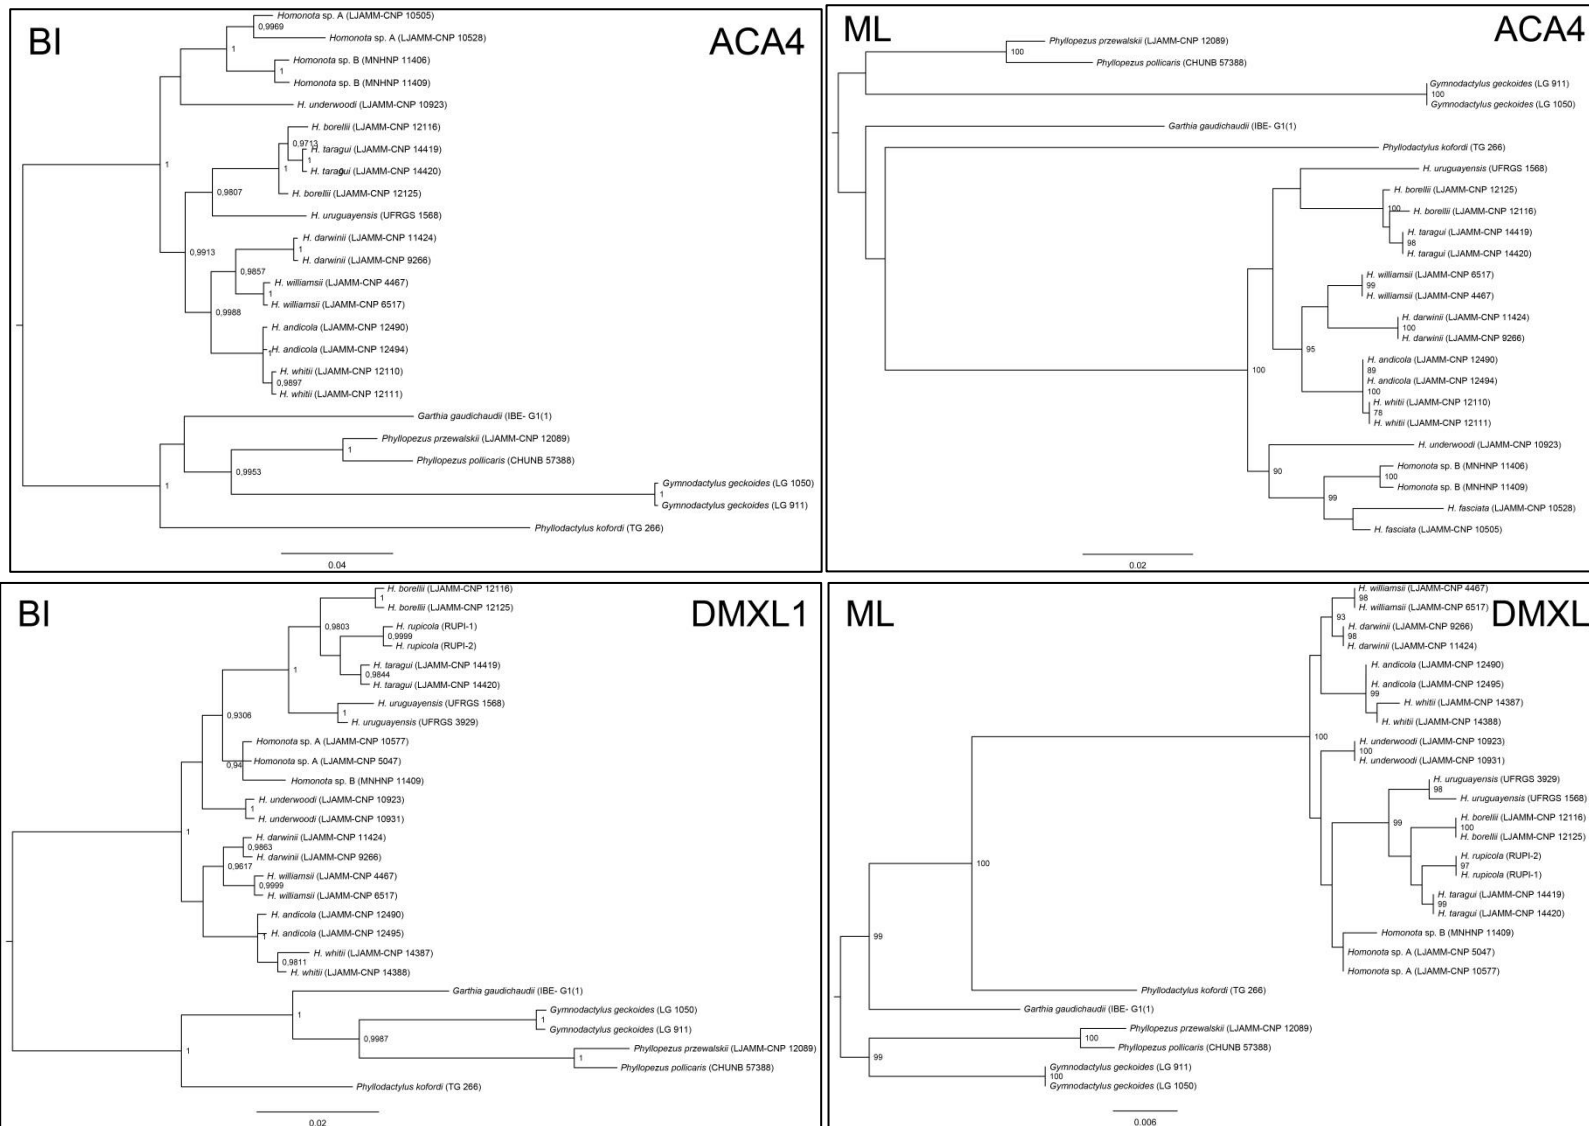 BI
ACA4
Homonota sp. A (LJAMM-CNP 10505)
0,9969
Homonota sp. A (LJAMM-CNP 10528)
1
Homonota sp. B (MNHNP 11406)
1
Homonota sp. B (MNHNP 11409)
H. underwoodi (LJAMM-CNP 10923)
H. borellii (LJAMM-CNP 12116)
0,9713
H. taragui (LJAMM-CNP 14419)
1
1
1
H. taragui (LJAMM-CNP 14420)
0,9807
H. borellii (LJAMM-CNP 12125)
H. uruguayensis (UFRGS 1568)
H. darwinii (LJAMM-CNP 11424)
1
0,9913
H. darwinii (LJAMM-CNP 9266)
0,9857
H. williamsii (LJAMM-CNP 4467)
1
H. williamsii (LJAMM-CNP 6517)
0,9988
H. andicola (LJAMM-CNP 12490)
H. andicola (LJAMM-CNP 12494)
1
H. whitii (LJAMM-CNP 12110)
0,9897
H. whitii (LJAMM-CNP 12111)
Garthia gaudichaudii (IBE- G1(1)
Phyllopezus przewalskii (LJAMM-CNP 12089)
1
Phyllopezus pollicaris (CHUNB 57388)
0,9953
Gymnodactylus geckoides (LG 1050)
1
1
Gymnodactylus geckoides (LG 911)
Phyllodactylus kofordi (TG 266)
0.04
ML
ACA4
Phyllopezus przewalskii (LJAMM-CNP 12089)
100
Phyllopezus pollicaris (CHUNB 57388)
Gymnodactylus geckoides (LG 911)
100
Gymnodactylus geckoides (LG 1050)
Garthia gaudichaudii (IBE- G1(1)
Phyllodactylus kofordi (TG 266)
H. uruguayensis (UFRGS 1568)
H. borellii (LJAMM-CNP 12125)
100
H. borellii (LJAMM-CNP 12116)
H. taragui (LJAMM-CNP 14419)
98
H. taragui (LJAMM-CNP 14420)
H. williamsii (LJAMM-CNP 6517)
99
H. williamsii (LJAMM-CNP 4467)
H. darwinii (LJAMM-CNP 11424)
100
H. darwinii (LJAMM-CNP 9266)
95
H. andicola (LJAMM-CNP 12490)
89
100
H. andicola (LJAMM-CNP 12494)
100
H. whitii (LJAMM-CNP 12110)
78
H. whitii (LJAMM-CNP 12111)
H. underwoodi (LJAMM-CNP 10923)
90
Homonota sp. B (MNHNP 11406)
100
Homonota sp. B (MNHNP 11409)
99
H. fasciata (LJAMM-CNP 10528)
H. fasciata (LJAMM-CNP 10505)
0.02
BI
DMXL1
H. borellii (LJAMM-CNP 12116)
1
H. borellii (LJAMM-CNP 12125)
0,9803
H. rupicola (RUPI-1)
0,9999
H. rupicola (RUPI-2)
1
H. taragui (LJAMM-CNP 14419)
0,9844
H. taragui (LJAMM-CNP 14420)
H. uruguayensis (UFRGS 1568)
1
0,9306
H. uruguayensis (UFRGS 3929)
Homonota sp. A (LJAMM-CNP 10577)
Homonota sp. A (LJAMM-CNP 5047)
0,94
Homonota sp. B (MNHNP 11409)
H. underwoodi (LJAMM-CNP 10923)
1
H. underwoodi (LJAMM-CNP 10931)
1
H. darwinii (LJAMM-CNP 11424)
0,9863
H. darwinii (LJAMM-CNP 9266)
0,9617
H. williamsii (LJAMM-CNP 4467)
0,9999
H. williamsii (LJAMM-CNP 6517)
H. andicola (LJAMM-CNP 12490)
H. andicola (LJAMM-CNP 12495)
1
H. whitii (LJAMM-CNP 14387)
0,9811
H. whitii (LJAMM-CNP 14388)
Garthia gaudichaudii (IBE- G1(1)
Gymnodactylus geckoides (LG 1050)
1
1
Gymnodactylus geckoides (LG 911)
0,9987
Phyllopezus przewalskii (LJAMM-CNP 12089)
1
1
Phyllopezus pollicaris (CHUNB 57388)
Phyllodactylus kofordi (TG 266)
0.02
ML
DMXL
H. williamsii (LJAMM-CNP 4467)
98
H. williamsii (LJAMM-CNP 6517)
93
H. darwinii (LJAMM-CNP 9266)
98
H. darwinii (LJAMM-CNP 11424)
H. andicola (LJAMM-CNP 12490)
H. andicola (LJAMM-CNP 12495)
99
H. whitii (LJAMM-CNP 14387)
H. whitii (LJAMM-CNP 14388)
100
H. underwoodi (LJAMM-CNP 10923)
100
H. underwoodi (LJAMM-CNP 10931)
H. uruguayensis (UFRGS 3929)
98
H. uruguayensis (UFRGS 1568)
99
H. borellii (LJAMM-CNP 12116)
100
H. borellii (LJAMM-CNP 12125)
H. rupicola (RUPI-2)
97
100
H. rupicola (RUPI-1)
H. taragui (LJAMM-CNP 14419)
99
H. taragui (LJAMM-CNP 14420)
Homonota sp. B (MNHNP 11409)
99
Homonota sp. A (LJAMM-CNP 5047)
Homonota sp. A (LJAMM-CNP 10577)
Phyllodactylus kofordi (TG 266)
Garthia gaudichaudii (IBE- G1(1)
Phyllopezus przewalskii (LJAMM-CNP 12089)
100
Phyllopezus pollicaris (CHUNB 57388)
99
Gymnodactylus geckoides (LG 911)
100
Gymnodactylus geckoides (LG 1050)
0.006